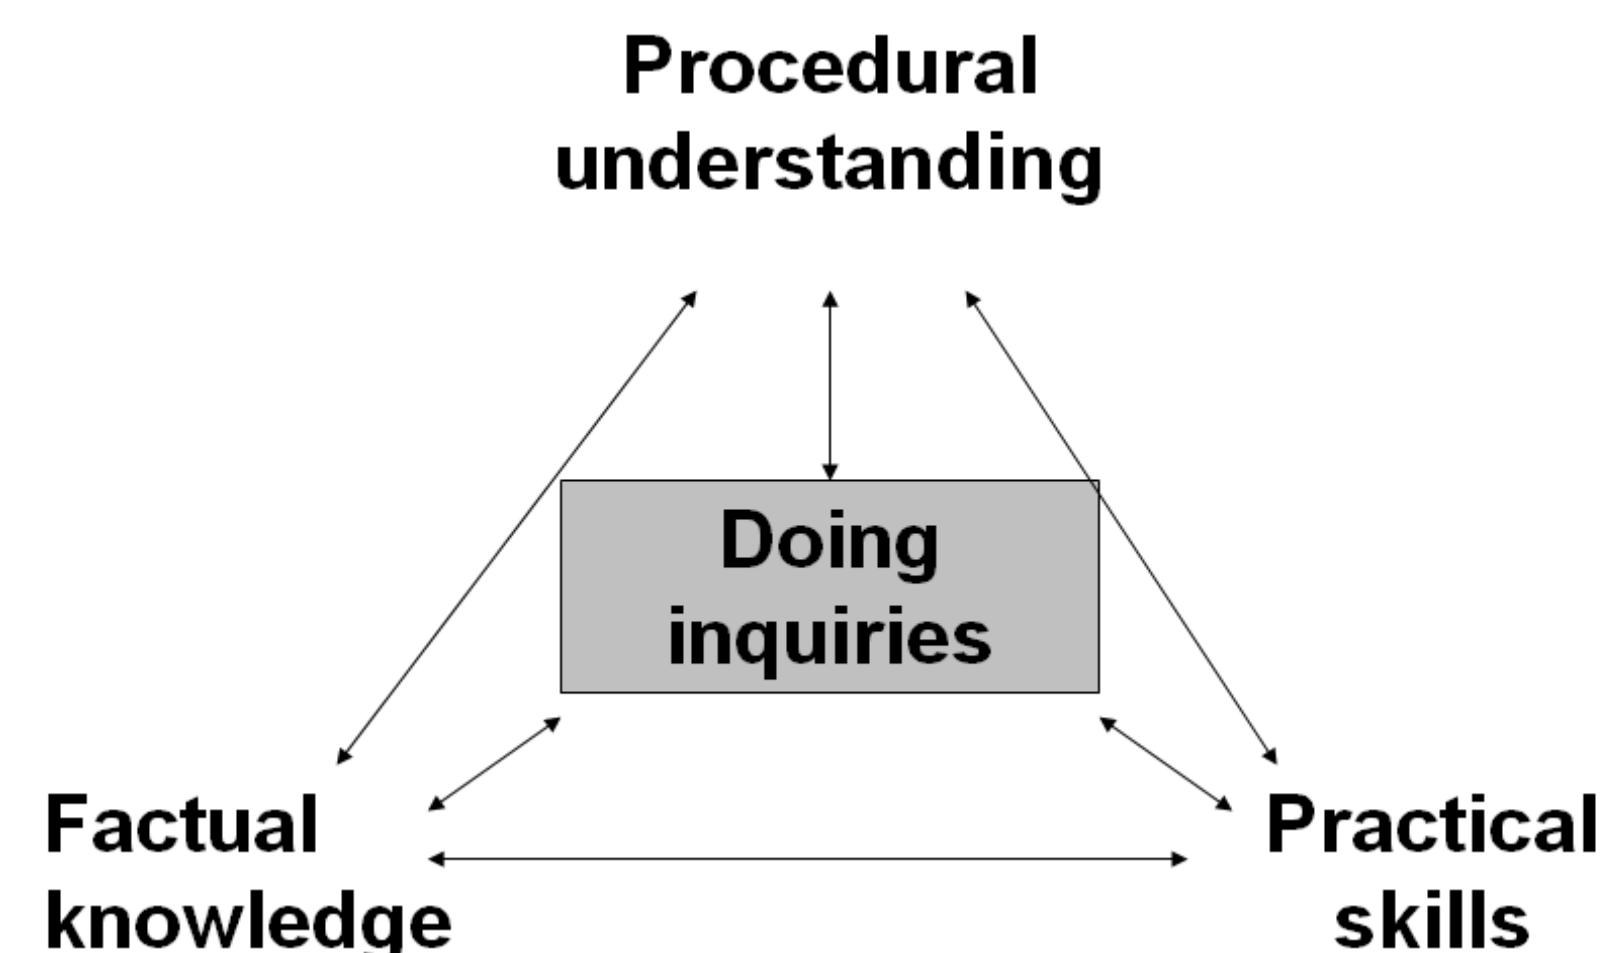 Procedural
understanding
Doing
inquiries
Factual
knowledge
Practical
skills